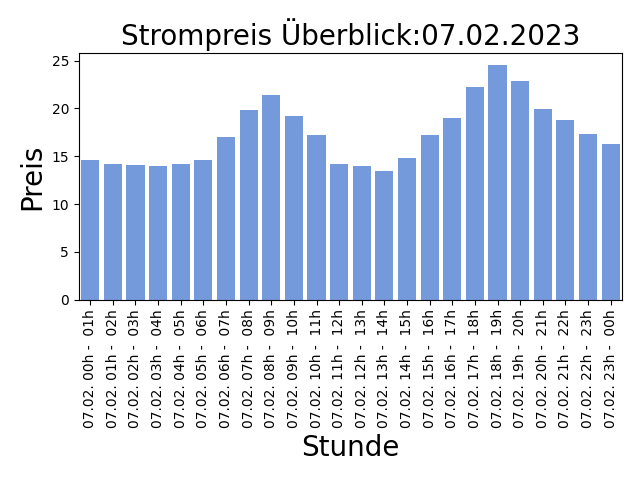 Strompreis Überblick:07.02.2023
Preis
25
20
15
10
5
0
07.02. 00h -  01h
07.02. 01h -  02h
07.02. 02h -  03h
07.02. 03h -  04h
07.02. 04h -  05h
07.02. 05h -  06h
07.02. 06h -  07h
07.02. 07h -  08h
07.02. 08h -  09h
07.02. 09h -  10h
07.02. 10h -  11h
07.02. 11h -  12h
07.02. 12h -  13h
07.02. 13h -  14h
07.02. 14h -  15h
07.02. 15h -  16h
07.02. 16h -  17h
07.02. 17h -  18h
07.02. 18h -  19h
07.02. 19h -  20h
07.02. 20h -  21h
07.02. 21h -  22h
07.02. 22h -  23h
07.02. 23h -  00h
Stunde